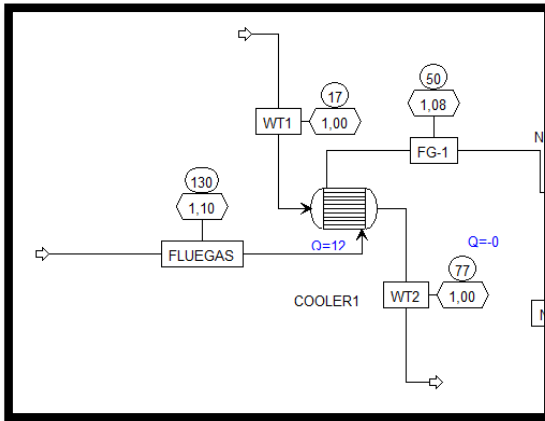 17
WT1
1,00
50
1,08
FG-1
N
130
1,10
FLUEGAS
Q=12
Q=-0
COOLER1
WT2
77
1,00